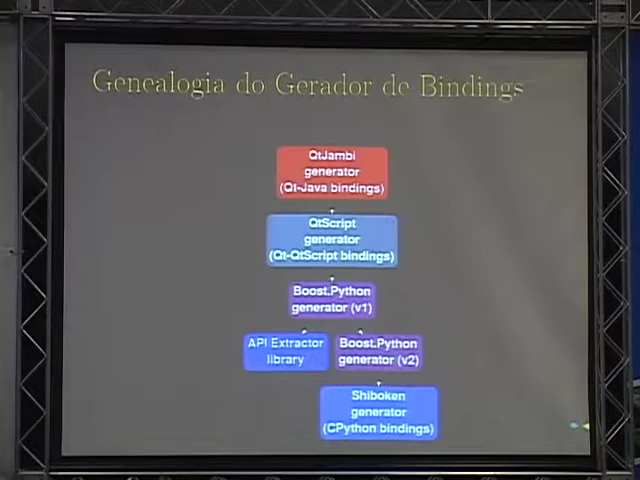 Genealogia do Gerador de Bindings
QtJambi
generator
(Qt-Java bindings)
QtScript
generator
(Qt-QtScript bindings)
Boost.Python
generator (v1)
API Extractor
library
Boost.Python
generator (v2)
Shiboken
generator
(CPython bindings)